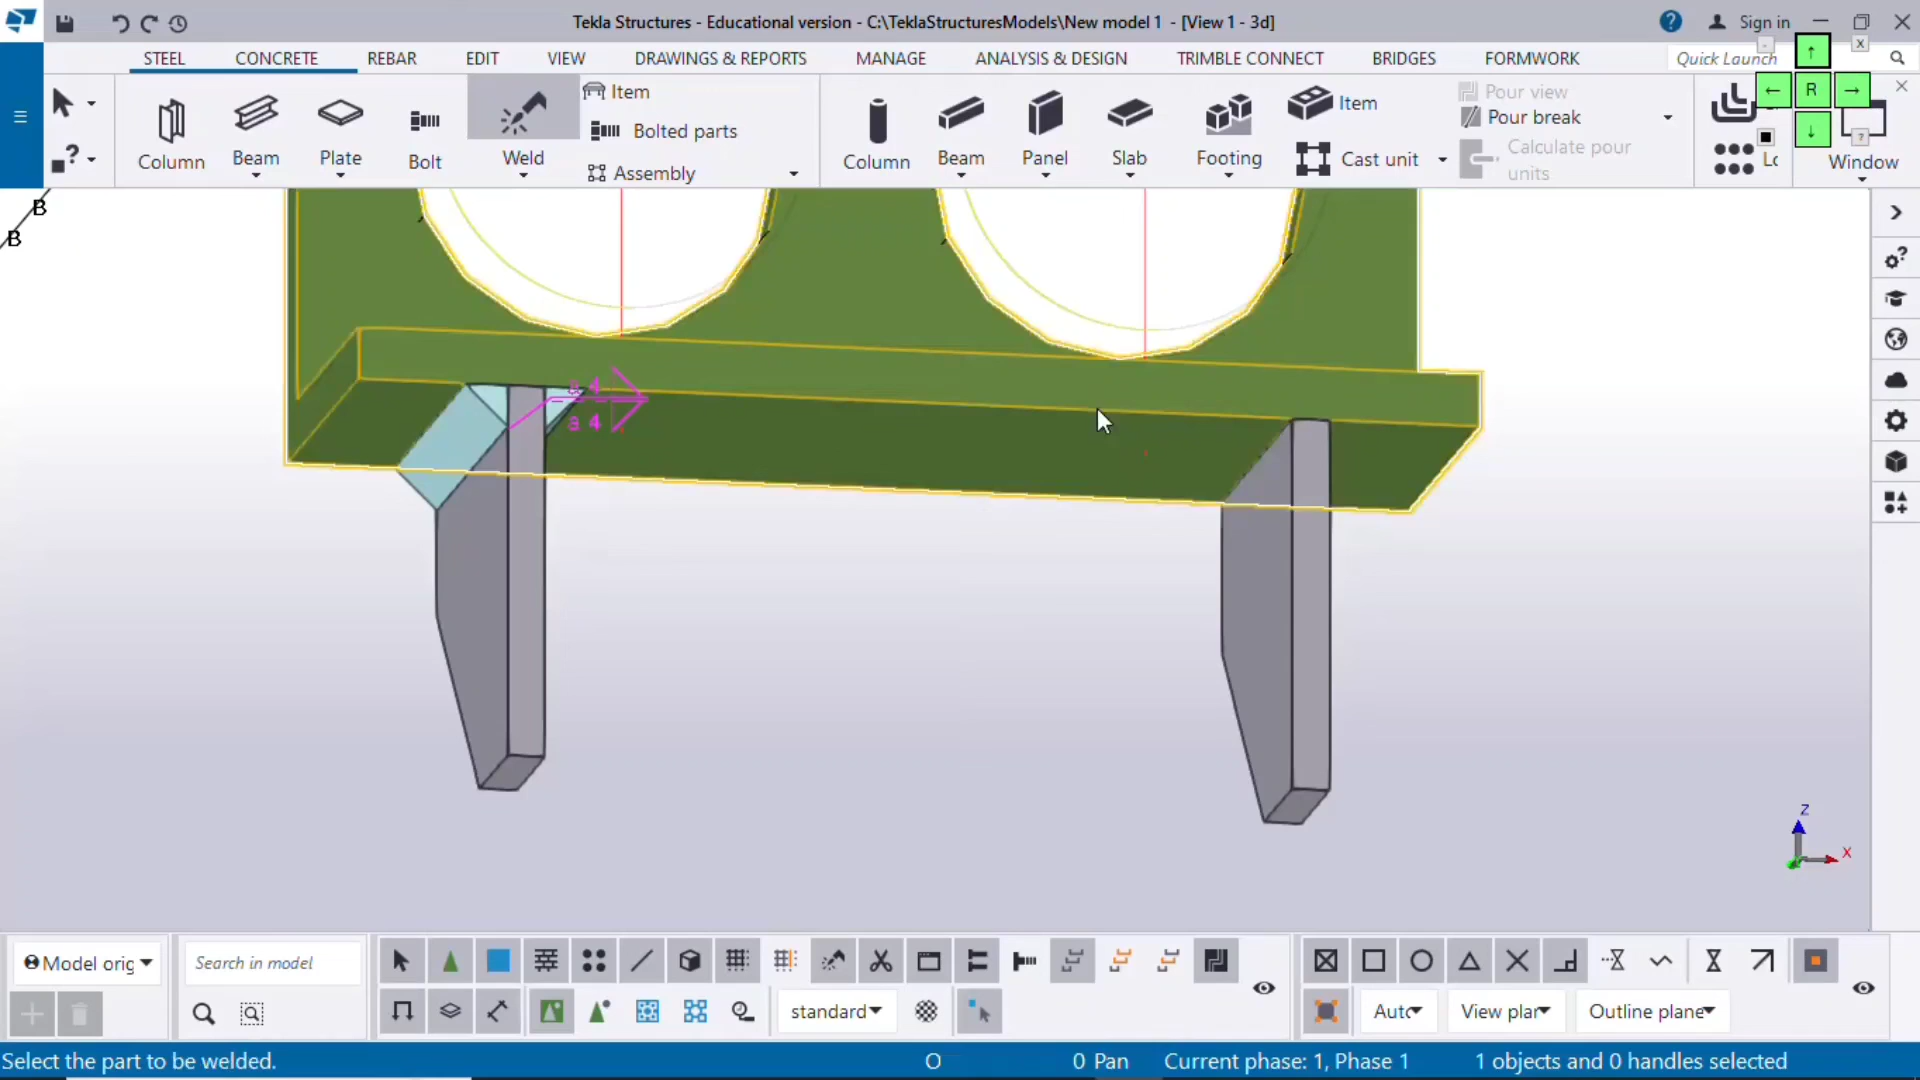 Tekla Structures - Educational version - C:\TeklaStructuresModels\New model 1 - [View 1 - 3d]
Sign in
STEEL CONCRETE REBAR EDIT VIEW DRAWINGS & REPORTS MANAGE ANALYSIS & DESIGN TRIMBLE CONNECT BRIDGES FORMWORK Quick Launch
x
↑
← R →
↓
?
Column Beam Plate Bolt Weld
Item
Bolted parts
Assembly
Column Beam Panel Slab Footing
Item
Cast unit
Pour view
Pour break
Calculate pour
units
Window
B
B
a 4
a 4
Z
X
Model orig
Search in model
standard
Auto
View plan
Outline plane
Select the part to be welded.
O
0 Pan
Current phase: 1, Phase 1
1 objects and 0 handles selected